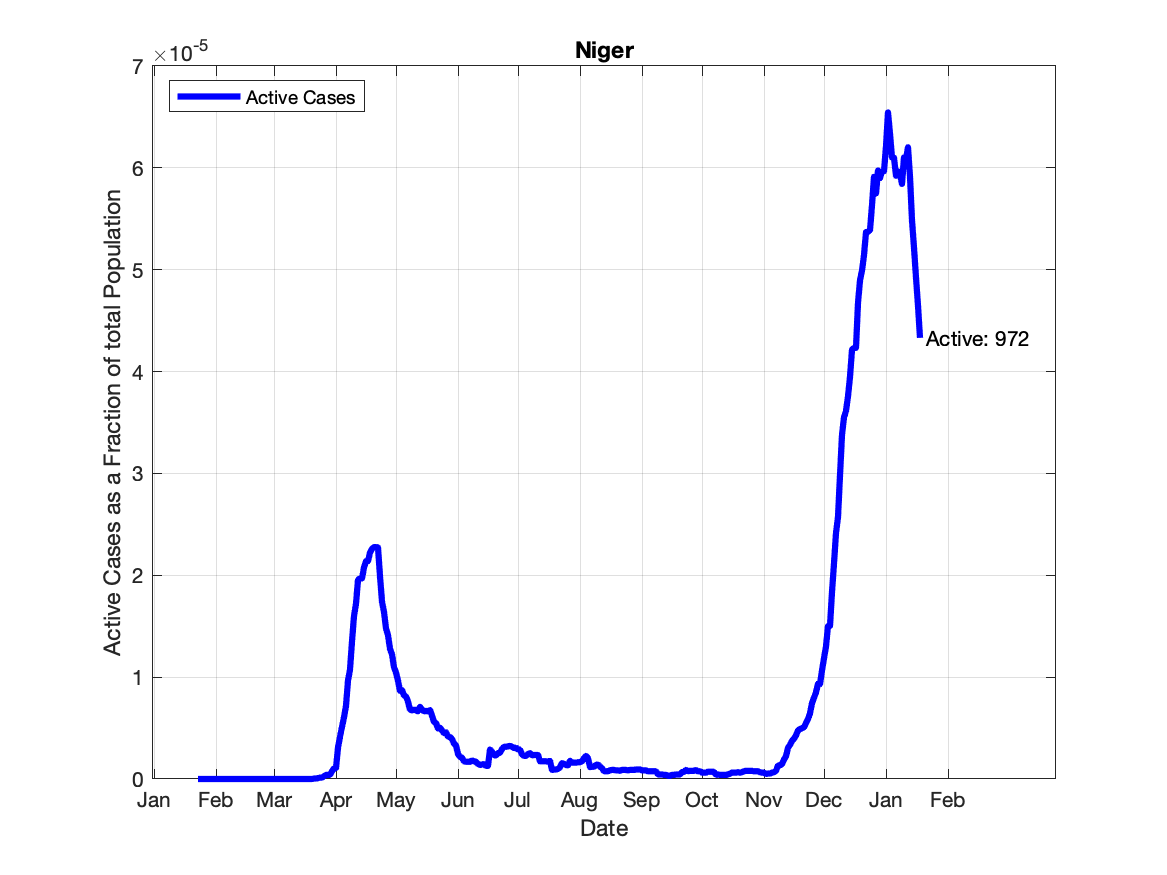 Niger
×10-5
Active Cases
7
6
5
4
3
2
1
0
Active Cases as a Fraction of total Population
Active: 972
Jan Feb Mar Apr May Jun Jul Aug Sep Oct Nov Dec Jan Feb
Date